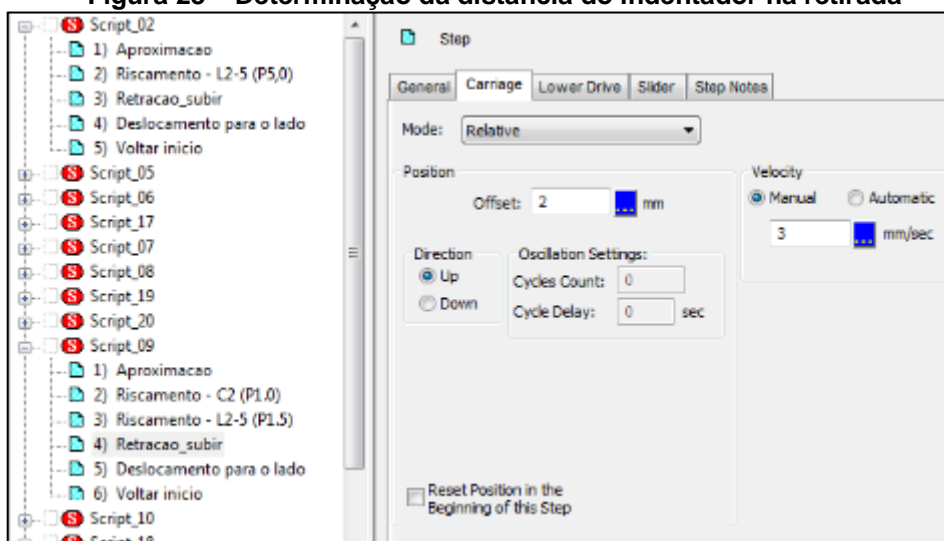 Figura 25 – Determinação da distância do indentador na retirada
Script_02
1) Aproximacao
2) Riscamento - L2-5 (P5,0)
3) Retracao_subir
4) Deslocamento para o lado
5) Voltar inicio
Script_05
Script_06
Script_17
Script_07
Script_08
Script_19
Script_20
Script_09
1) Aproximacao
2) Riscamento - C2 (P1.0)
3) Riscamento - L2-5 (P1.5)
4) Retracao_subir
5) Deslocamento para o lado
6) Voltar inicio
Script_10
Step
General Carriage Lower Drive Slider Step Notes
Mode: Relative
Position
Offset: 2 ... mm
Direction
Up
Down
Oscillation Settings:
Cycles Count: 0
Cycle Delay: 0 sec
Velocity
Manual Automatic
3 ... mm/sec
Reset Position in the
Beginning of this Step